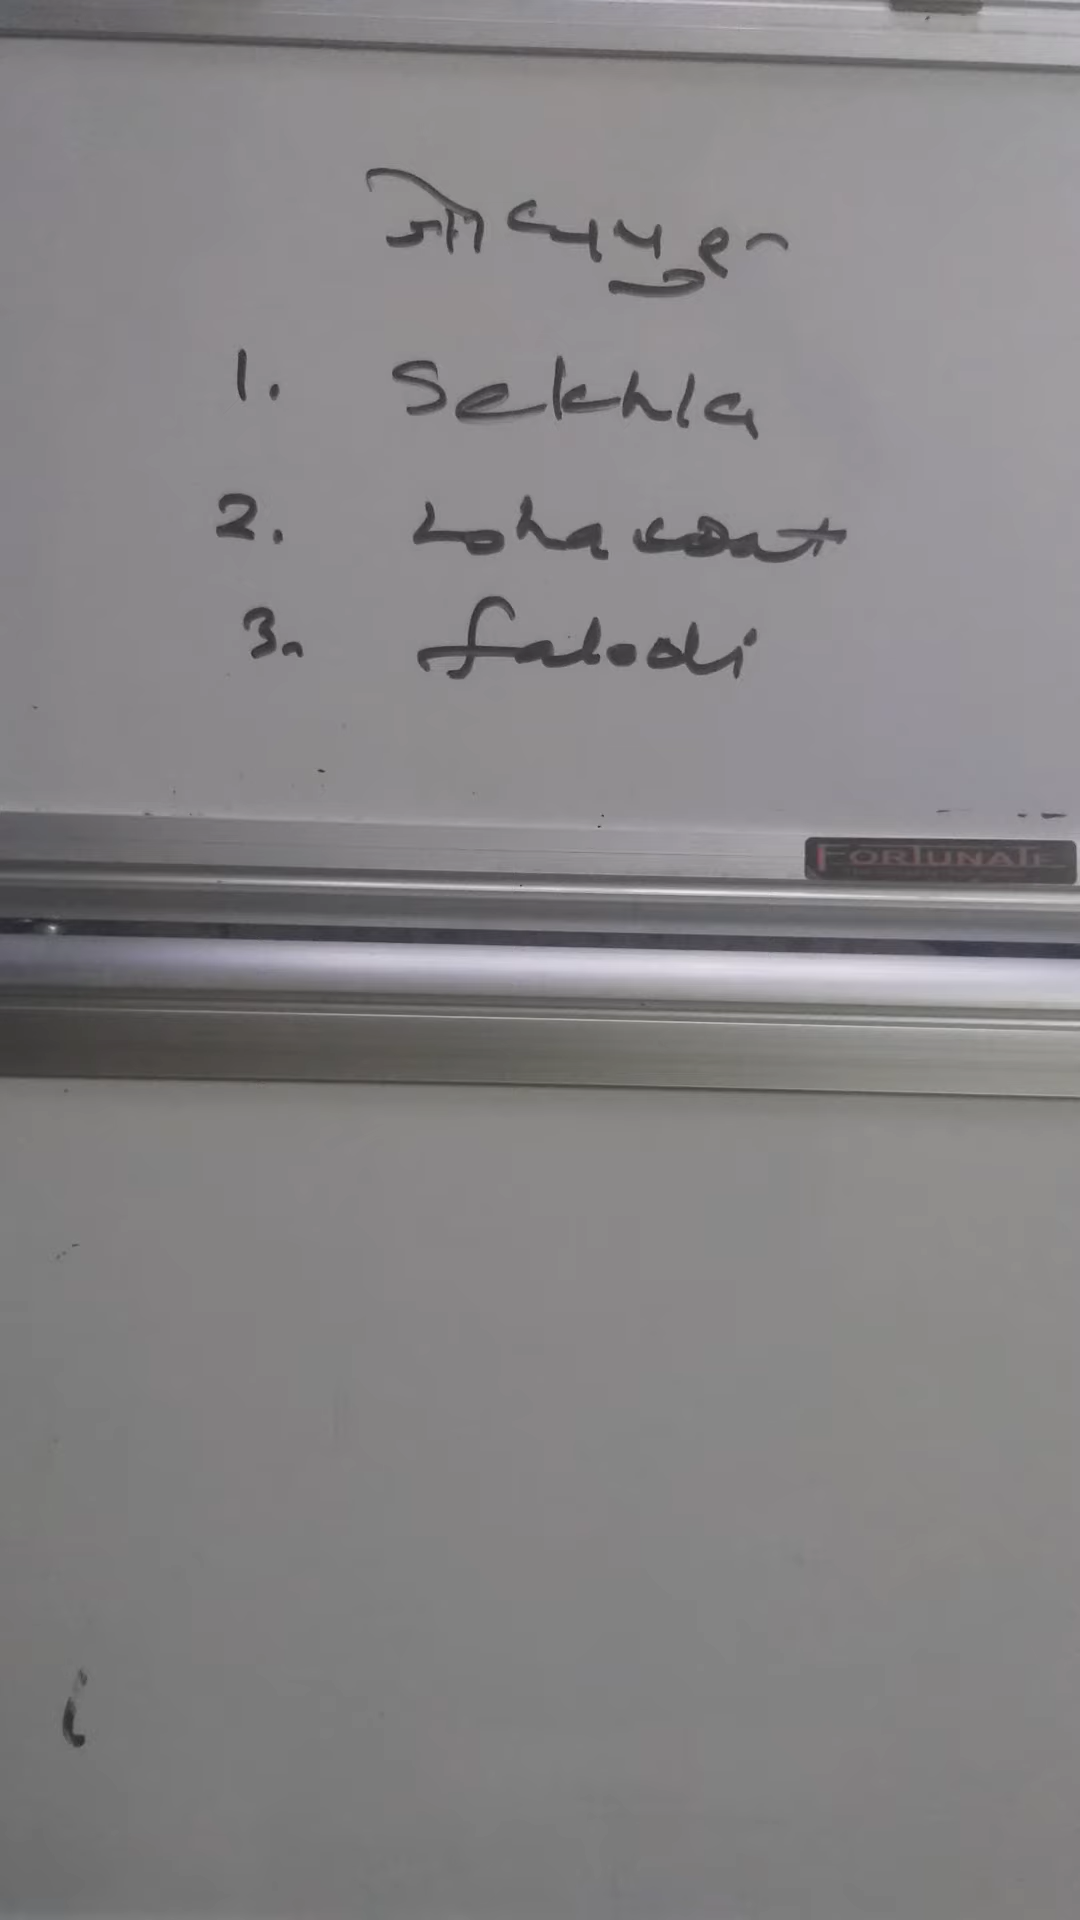 जोधपुर
1. Sekhla
2. Lohawat
3. falodi
FORTUNATE